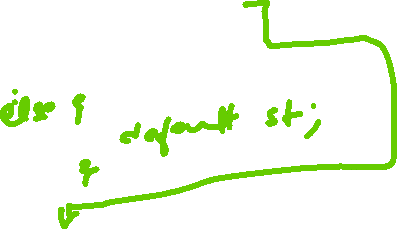 else {
default st;
}